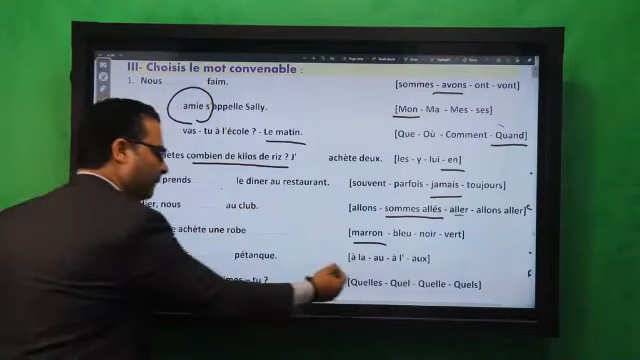 III- Choisis le mot convenable :
1. Nous faim. [sommes - avons - ont - vont]
amie s'appelle Sally. [Mon - Ma - Mes - ses]
vas - tu à l'école ? - Le matin. [Que - Où - Comment - Quand]
combien de kilos de riz ? J' achète deux. [les - y - lui - en]
prends le diner au restaurant. [souvent - parfois - jamais - toujours]
nous au club. [allons - sommes allés - aller - allons aller]
achète une robe [marron - bleu - noir - vert]
pétanque. [à la - au - à l' - aux]
- tu ? [Quelles - Quel - Quelle - Quels]